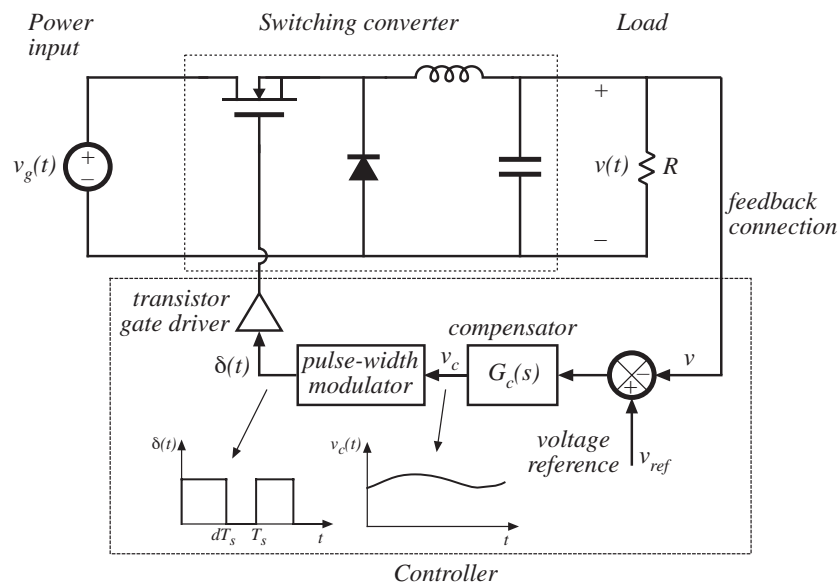 Power
input
Switching converter
Load
+
v_g(t)
+
–
v(t)
R
–
feedback
connection
transistor
gate driver
compensator
δ(t)
pulse-width
modulator
v_c
G_c(s)
–
+
v
voltage
reference
v_ref
δ(t)
dT_s
T_s
t
v_c(t)
t
Controller